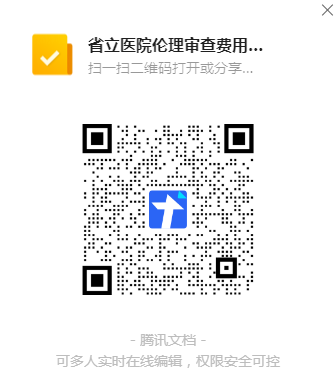 省立医院伦理审查费用...
扫一扫二维码打开或分享...
- 腾讯文档 -
可多人实时在线编辑，权限安全可控